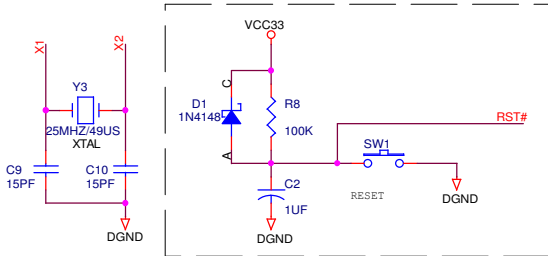 X1
X2
Y3
25MHZ/49US
XTAL
C9
15PF
C10
15PF
DGND
VCC33
D1
1N4148
C
A
R8
100K
RST#
SW1
RESET
C2
1UF
DGND
DGND